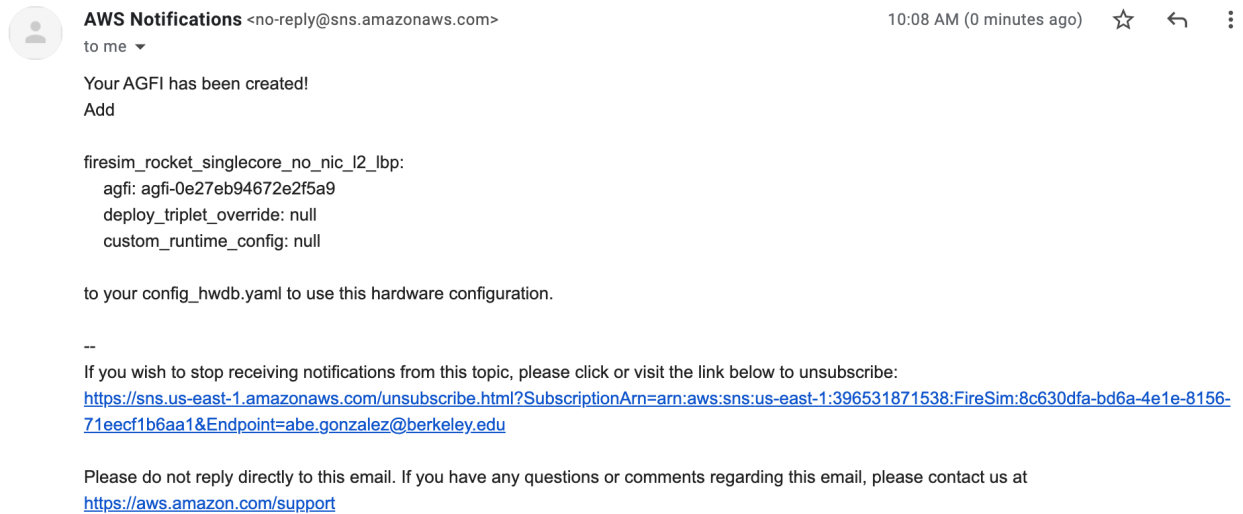 AWS Notifications <no-reply@sns.amazonaws.com> 10:08 AM (0 minutes ago)
to me
Your AGFI has been created!
Add
firesim_rocket_singlecore_no_nic_l2_lbp:
agfi: agfi-0e27eb94672e2f5a9
deploy_triplet_override: null
custom_runtime_config: null
to your config_hwdb.yaml to use this hardware configuration.
--
If you wish to stop receiving notifications from this topic, please click or visit the link below to unsubscribe:
https://sns.us-east-1.amazonaws.com/unsubscribe.html?SubscriptionArn=arn:aws:sns:us-east-1:396531871538:FireSim:8c630dfa-bd6a-4e1e-8156-
71eecf1b6aa1&Endpoint=abe.gonzalez@berkeley.edu
Please do not reply directly to this email. If you have any questions or comments regarding this email, please contact us at
https://aws.amazon.com/support